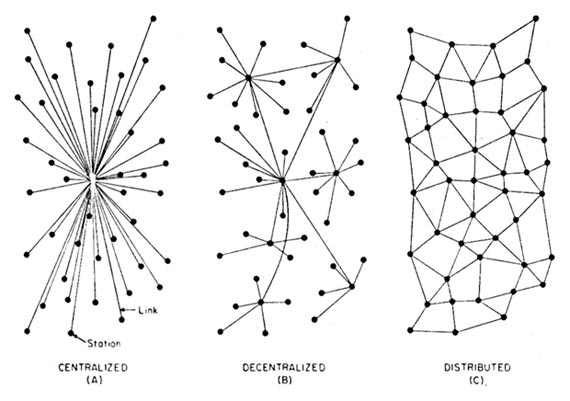 Link
Station
CENTRALIZED
(A)
DECENTRALIZED
(B)
DISTRIBUTED
(C)